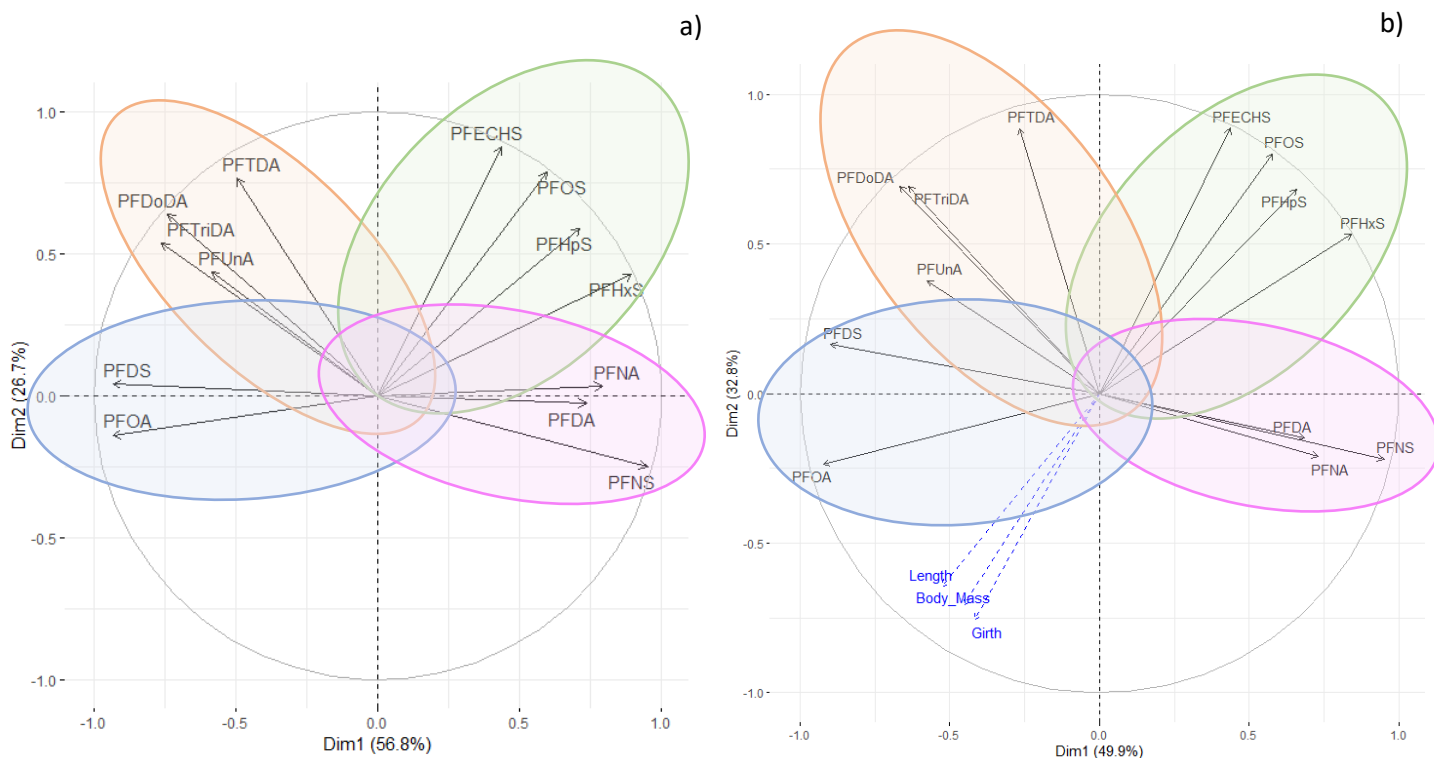 a)
PFECHS
PFTDA
PFOS
PFDoDA
PFTriDA
PFHpS
PFUnA
PFHxS
PFDS
PFNA
PFOA
PFDA
PFNS
1.0
0.5
0.0
-0.5
-1.0
Dim2 (26.7%)
-1.0 -0.5 0.0 0.5 1.0
Dim1 (56.8%)
b)
PFTDA
PFECHS
PFOS
PFDoDA
PFTriDA
PFHpS
PFHxS
PFUnA
PFDS
PFDA
PFNS
PFOA
PFNA
Length
Body_Mass
Girth
1.0
0.5
0.0
-0.5
-1.0
Dim2 (32.8%)
-1.0 -0.5 0.0 0.5 1.0
Dim1 (49.9%)